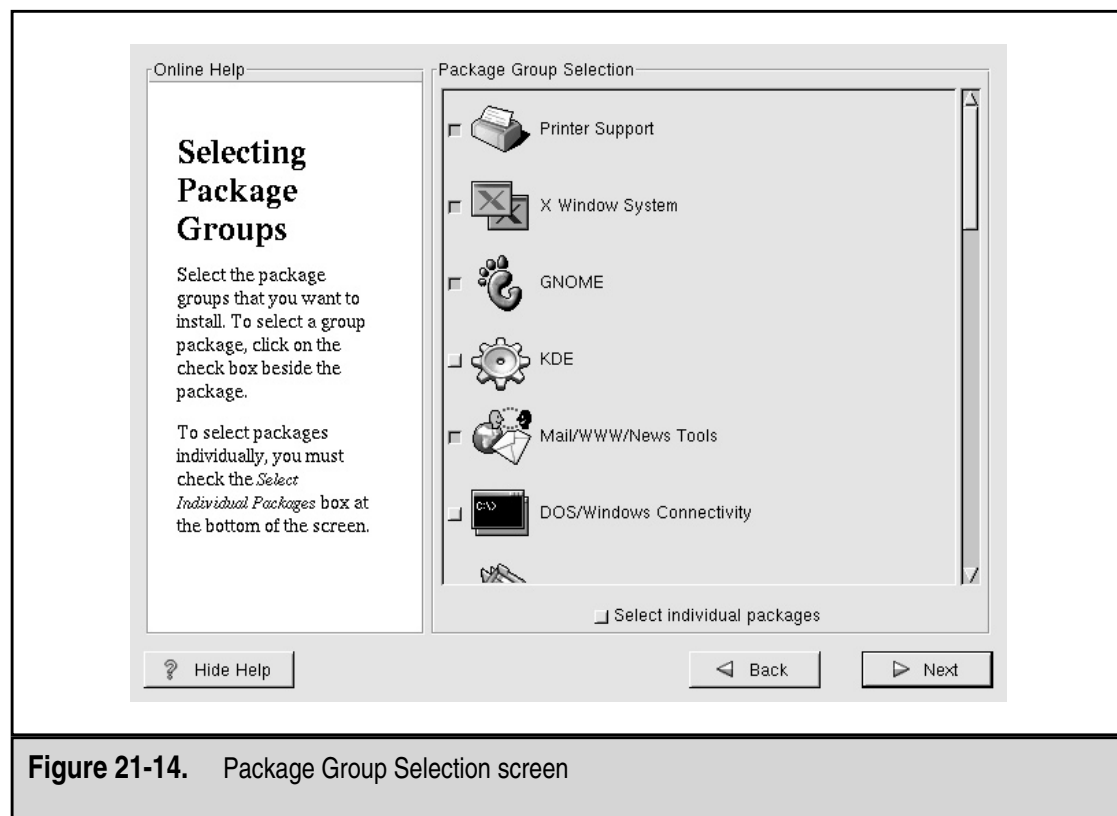 Online Help
Selecting
Package
Groups
Select the package
groups that you want to
install. To select a group
package, click on the
check box beside the
package.
To select packages
individually, you must
check the Select
Individual Packages box at
the bottom of the screen.
Package Group Selection
Printer Support
X Window System
GNOME
KDE
Mail/WWW/News Tools
C:\>
DOS/Windows Connectivity
Select individual packages
? Hide Help
Back
Next
Figure 21-14. Package Group Selection screen